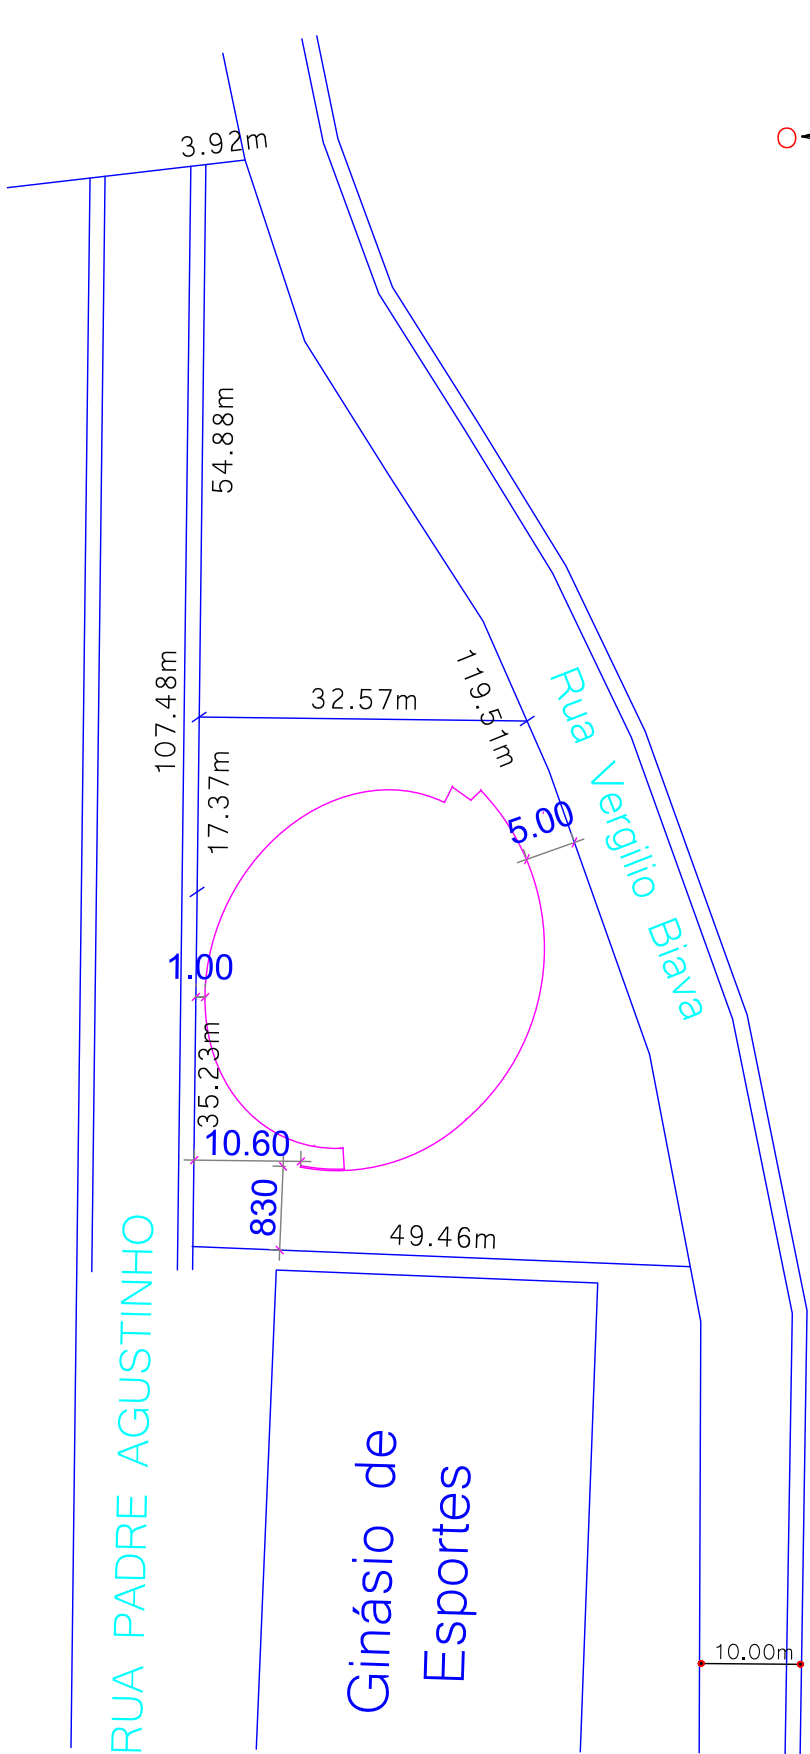 3.92m
54.88m
107.48m
32.57m
119.51m
17.37m
5.00
Rua Vergilio Biava
1.00
35.23m
10.60
830
49.46m
RUA PADRE AGUSTINHO
Ginásio de
Esportes
10.00m